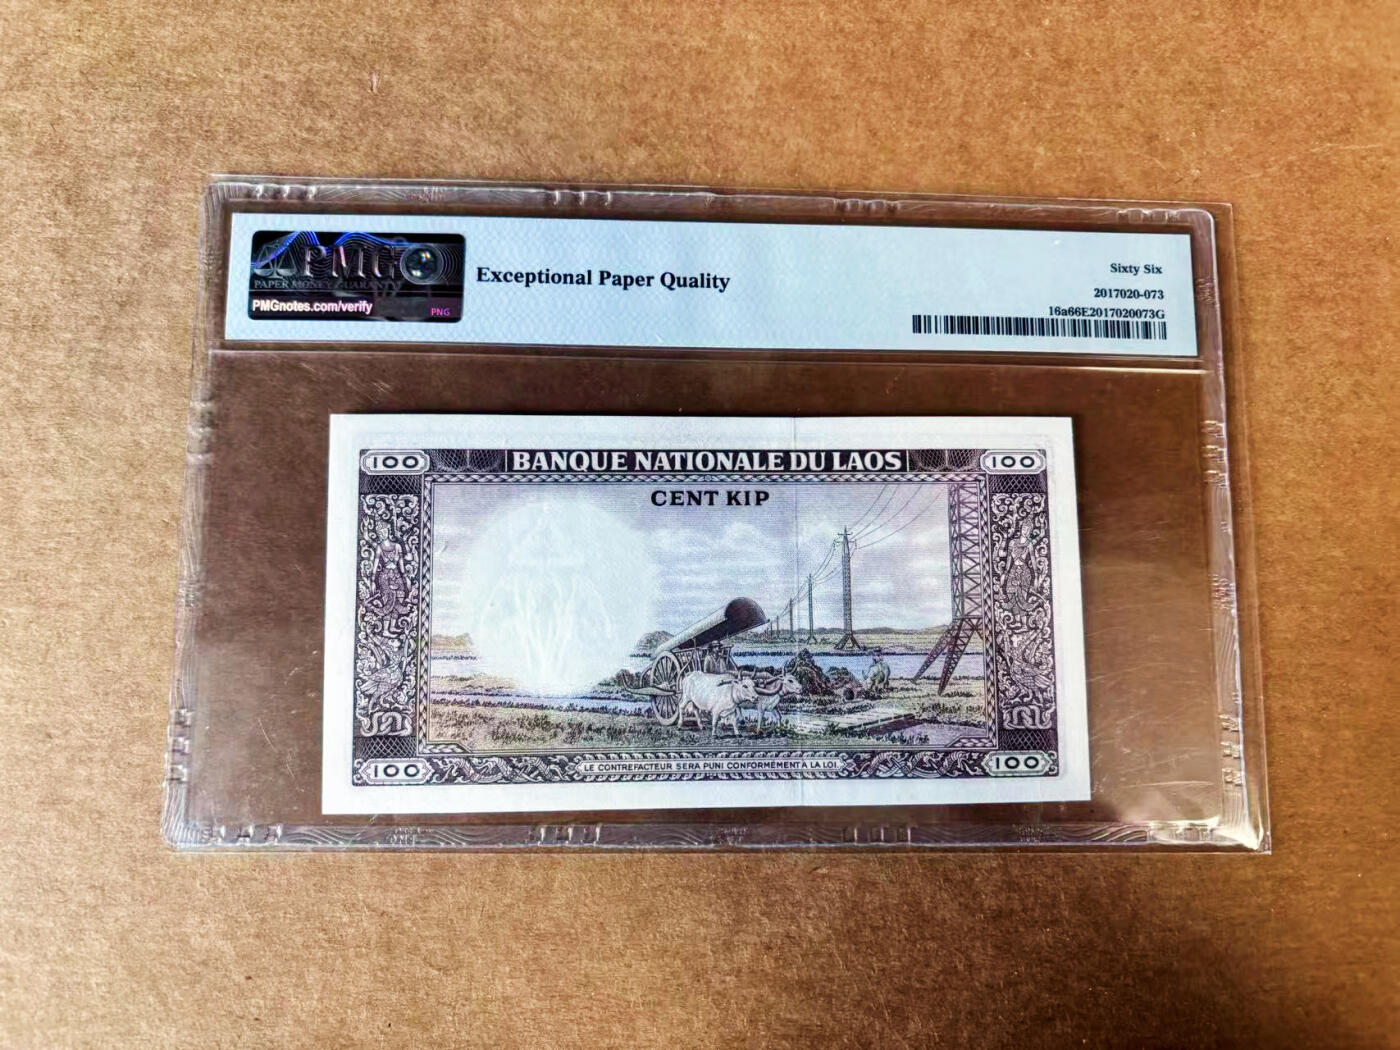 PMG
PAPER MONEY GUARANTY
PMGnotes.com/verify
PNG
Exceptional Paper Quality
Sixty Six
2017020-073
16a66E2017020073G
100 BANQUE NATIONALE DU LAOS 100
CENT KIP
100 LE CONTREFACTEUR SERA PUNI CONFORMÉMENT A LA LOI. 100